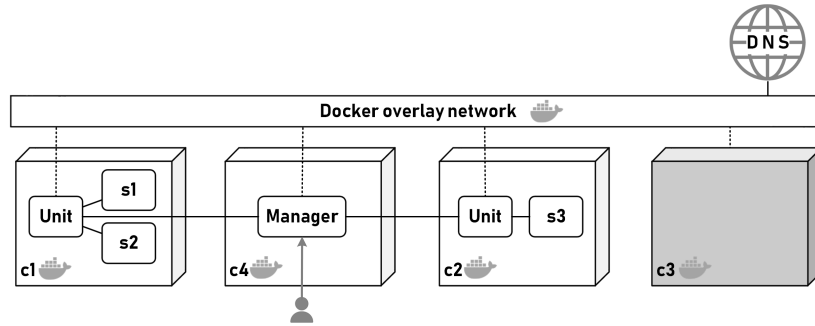 DNS
Docker overlay network
Unit
s1
s2
Manager
Unit
s3
c1
c4
c2
c3